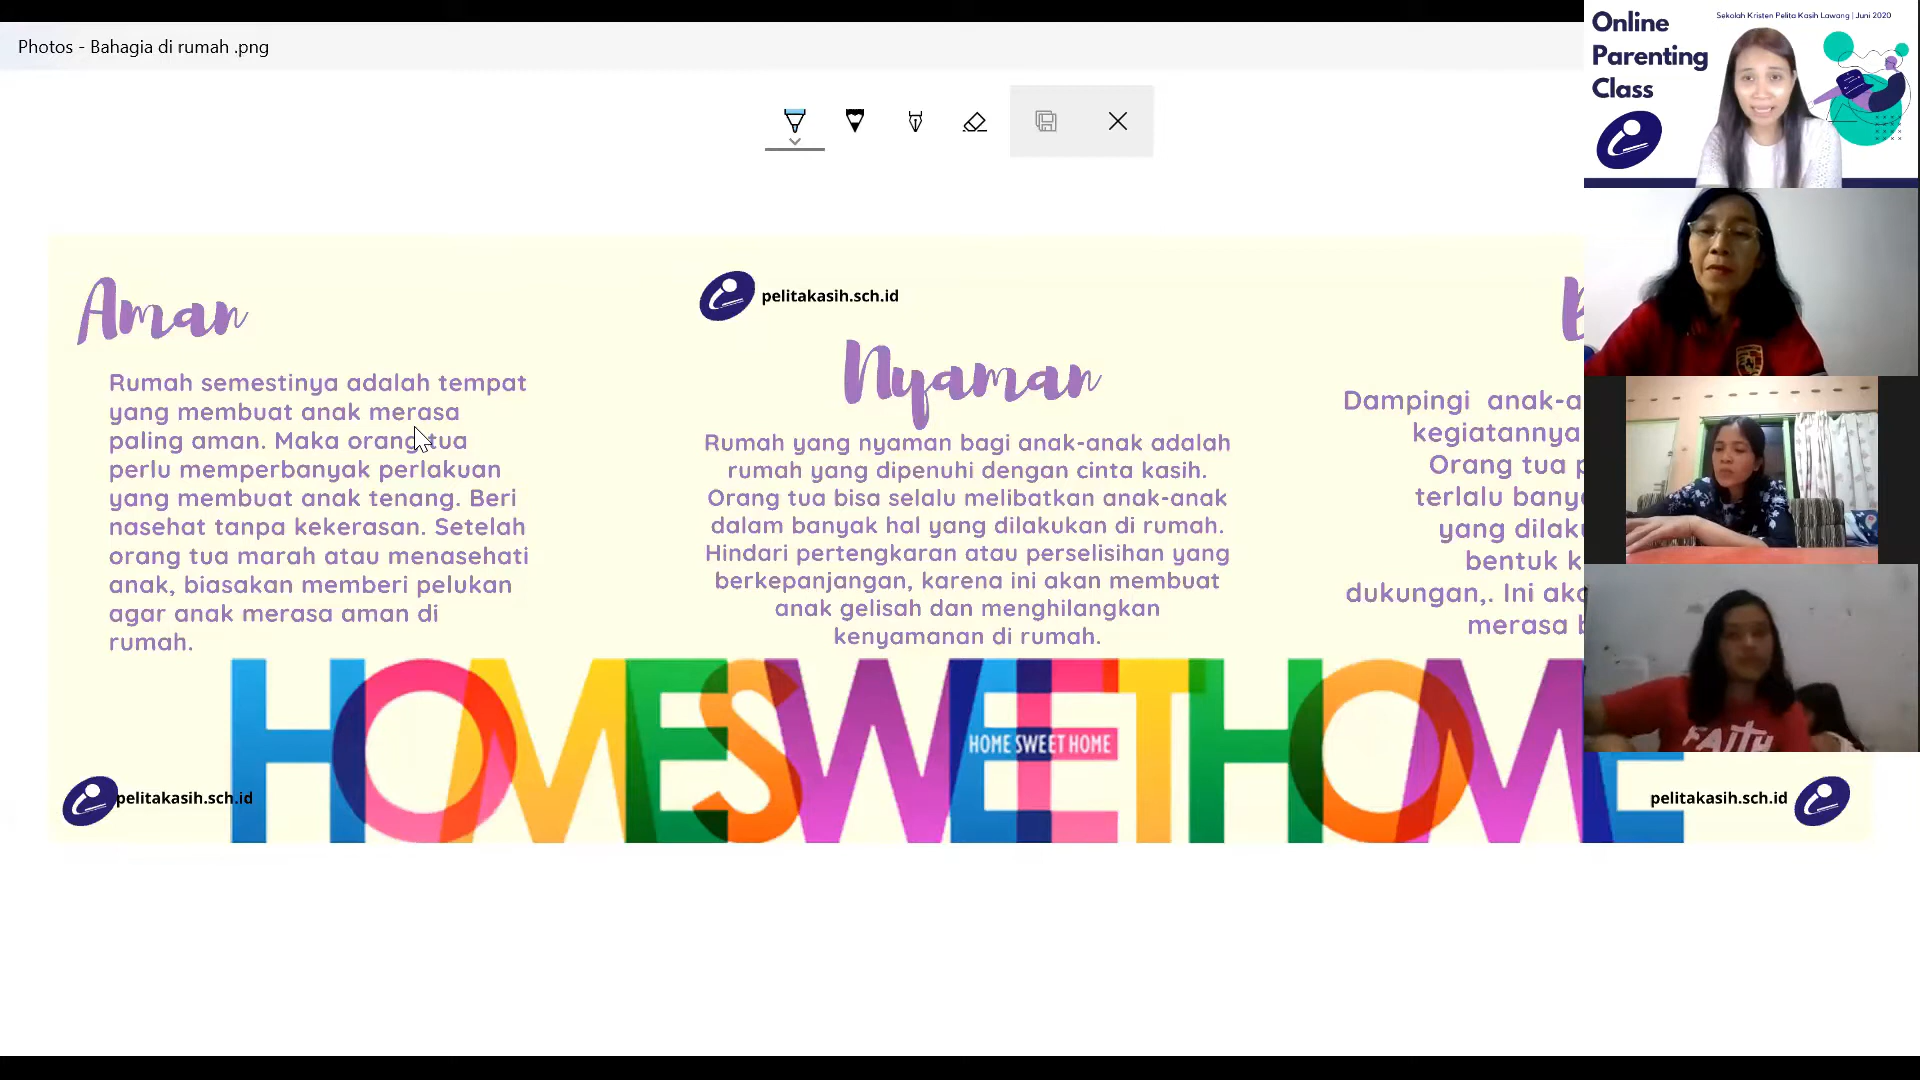 Photos - Bahagia di rumah .png
Aman
Rumah semestinya adalah tempat
yang membuat anak merasa
paling aman. Maka orang tua
perlu memperbanyak perlakuan
yang membuat anak tenang. Beri
nasehat tanpa kekerasan. Setelah
orang tua marah atau menasehati
anak, biasakan memberi pelukan
agar anak merasa aman di
rumah.
pelitakasih.sch.id
Nyaman
Rumah yang nyaman bagi anak-anak adalah
rumah yang dipenuhi dengan cinta kasih.
Orang tua bisa selalu melibatkan anak-anak
dalam banyak hal yang dilakukan di rumah.
Hindari pertengkaran atau perselisihan yang
berkepanjangan, karena ini akan membuat
anak gelisah dan menghilangkan
kenyamanan di rumah.
Dampingi anak-a
kegiatannya
Orang tua p
terlalu banya
yang dilaku
bentuk k
dukungan,. Ini aka
merasa b
HOMESWEETHOME
HOME SWEET HOME
pelitakasih.sch.id
pelitakasih.sch.id
Sekolah Kristen Pelita Kasih Lawang | Juni 2020
Online
Parenting
Class
FAITH